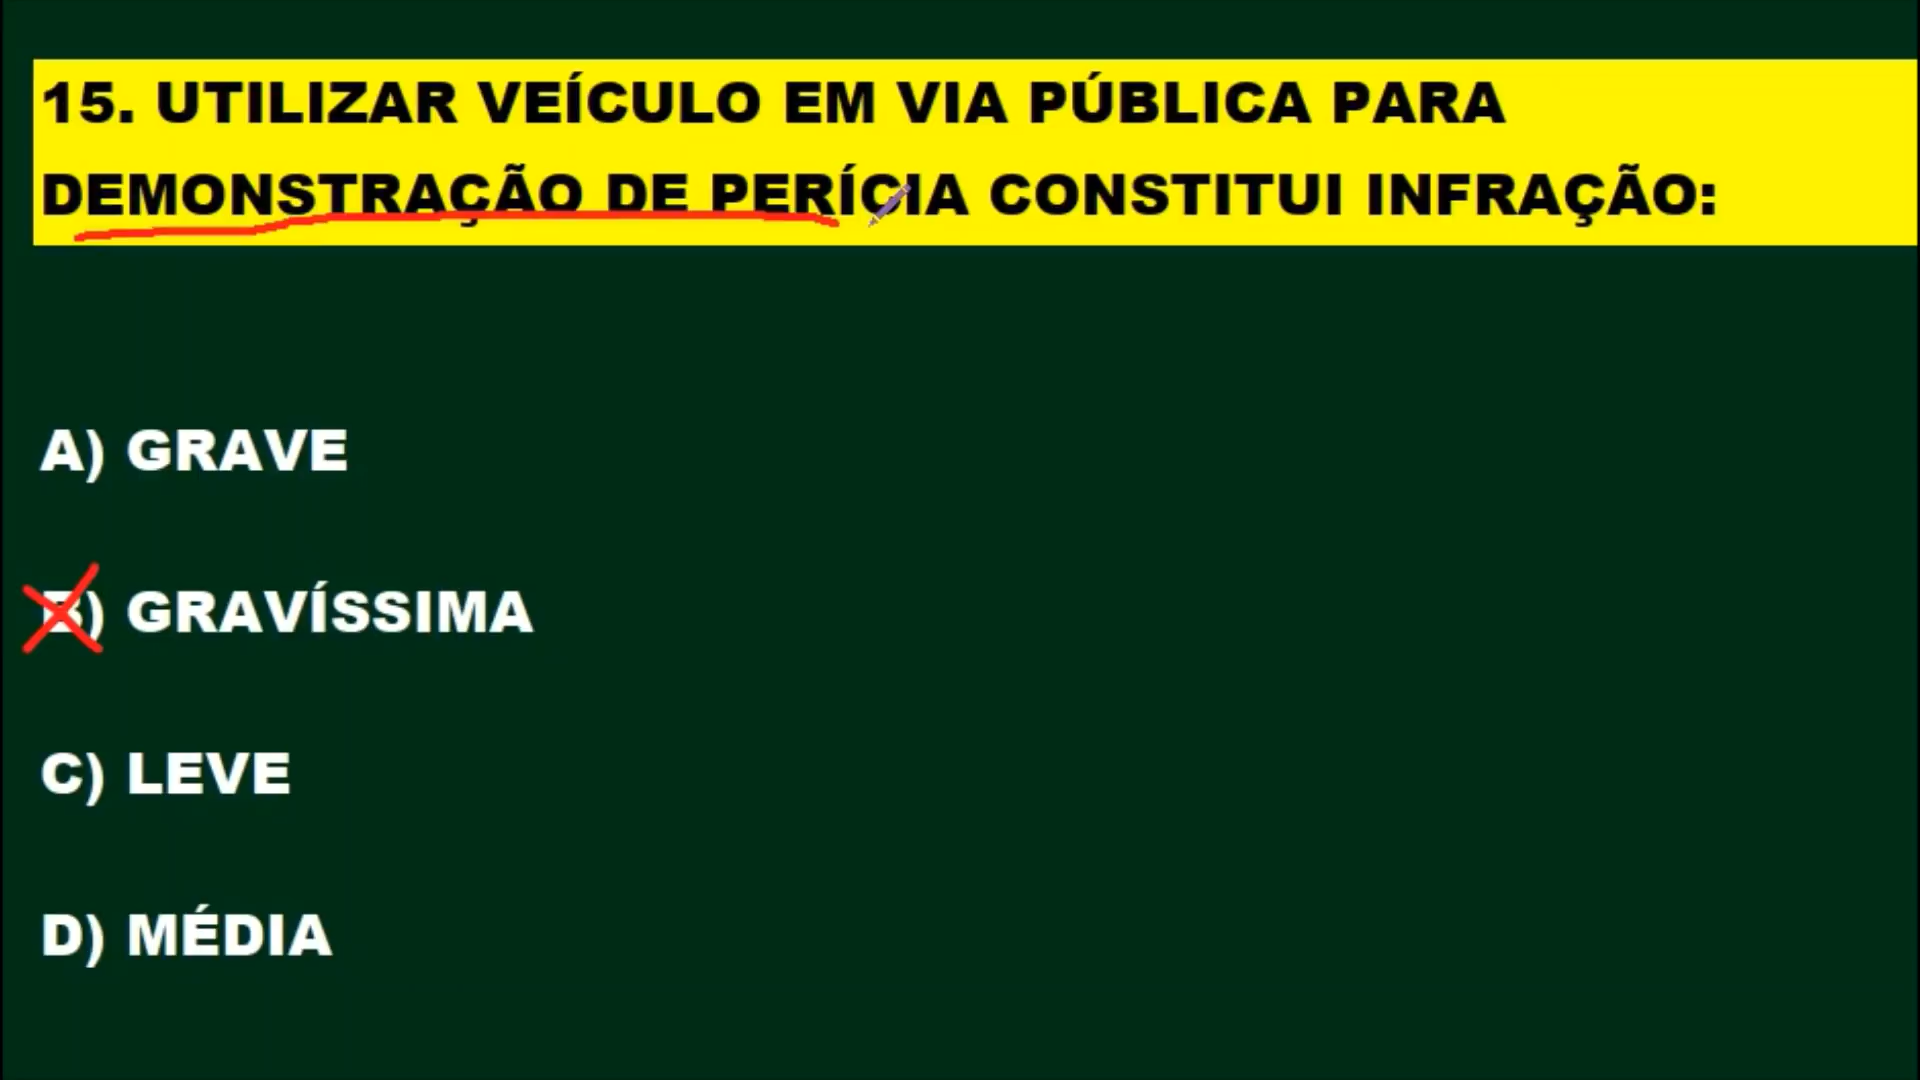 15. UTILIZAR VEÍCULO EM VIA PÚBLICA PARA
DEMONSTRAÇÃO DE PERÍCIA CONSTITUI INFRAÇÃO:
A) GRAVE
B) GRAVÍSSIMA
C) LEVE
D) MÉDIA